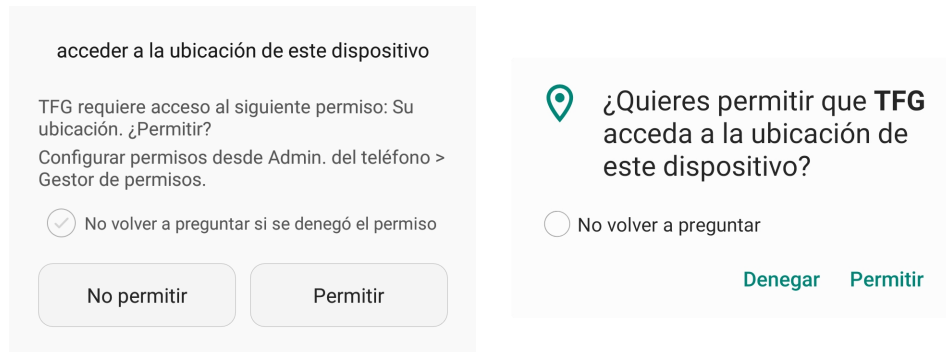 acceder a la ubicación de este dispositivo
TFG requiere acceso al siguiente permiso: Su
ubicación. ¿Permitir?
Configurar permisos desde Admin. del teléfono >
Gestor de permisos.
No volver a preguntar si se denegó el permiso
No permitir
Permitir
¿Quieres permitir que TFG
acceda a la ubicación de
este dispositivo?
No volver a preguntar
Denegar
Permitir